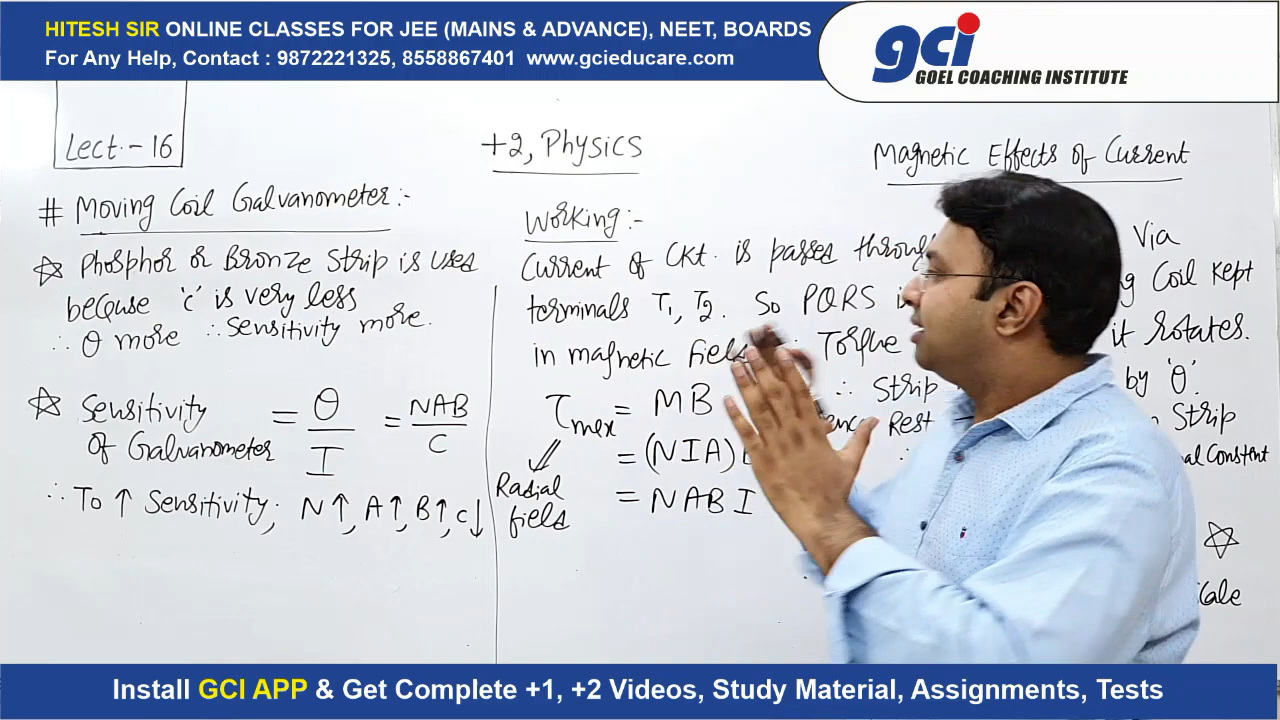 HITESH SIR ONLINE CLASSES FOR JEE (MAINS & ADVANCE), NEET, BOARDS
For Any Help, Contact : 9872221325, 8558867401 www.gcieducare.com
gci
GOEL COACHING INSTITUTE
Lect. - 16
+2, Physics
Magnetic Effects of Current
# Moving Coil Galvanometer :-
☆ Phosphor or Bronze Strip is used
because 'c' is very less
∴ θ more ∴ Sensitivity more.
☆ Sensitivity of Galvanometer = θ/I = NAB/C
∴ To ↑ Sensitivity, N↑, A↑, B↑, C↓
Working :-
Current of CKt. is passed through Via
terminals T1, T2. So PQRS Coil Kept
in magnetic field ∴ Torque it rotates.
∴ Strip by 'θ'.
Rest Strip
Constant
τmax = MB
= (NIA)
= NABI
Radial
field
☆
Install GCI APP & Get Complete +1, +2 Videos, Study Material, Assignments, Tests